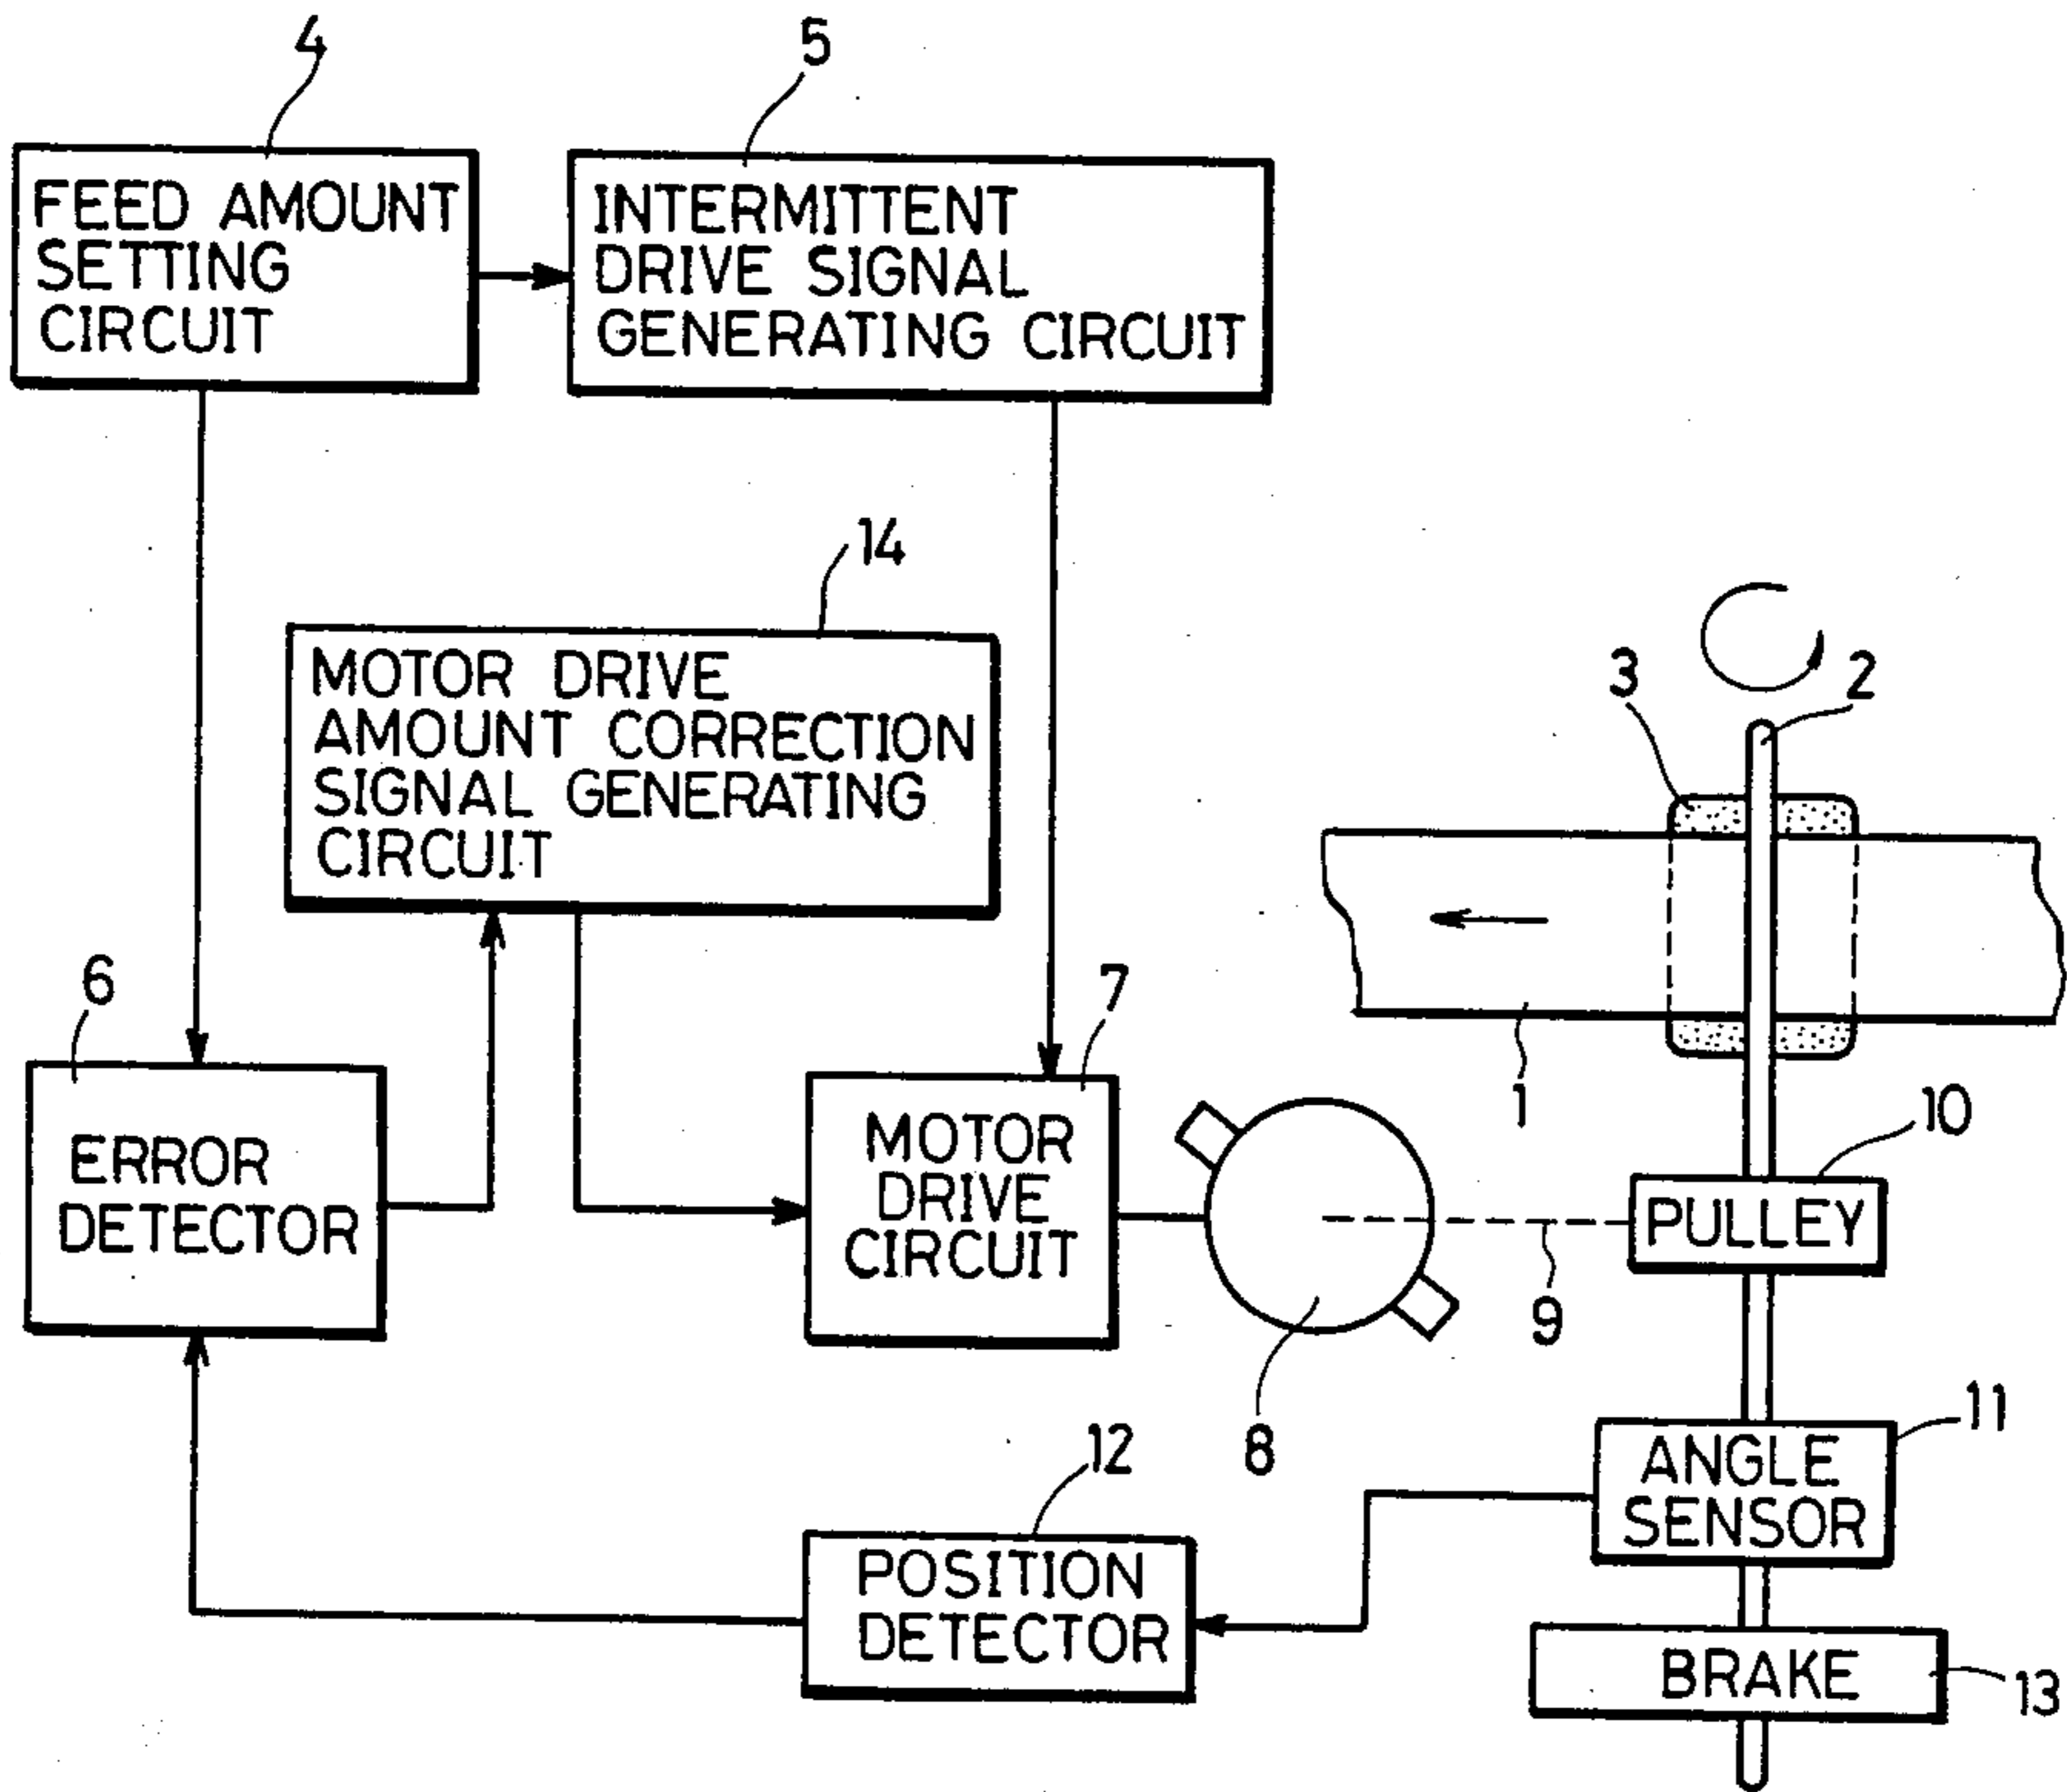 4
5
FEED AMOUNT
SETTING
CIRCUIT
INTERMITTENT
DRIVE SIGNAL
GENERATING CIRCUIT
14
MOTOR DRIVE
AMOUNT CORRECTION
SIGNAL GENERATING
CIRCUIT
3
2
6
ERROR
DETECTOR
7
MOTOR
DRIVE
CIRCUIT
1
10
PULLEY
9
8
11
ANGLE
SENSOR
12
POSITION
DETECTOR
BRAKE
13